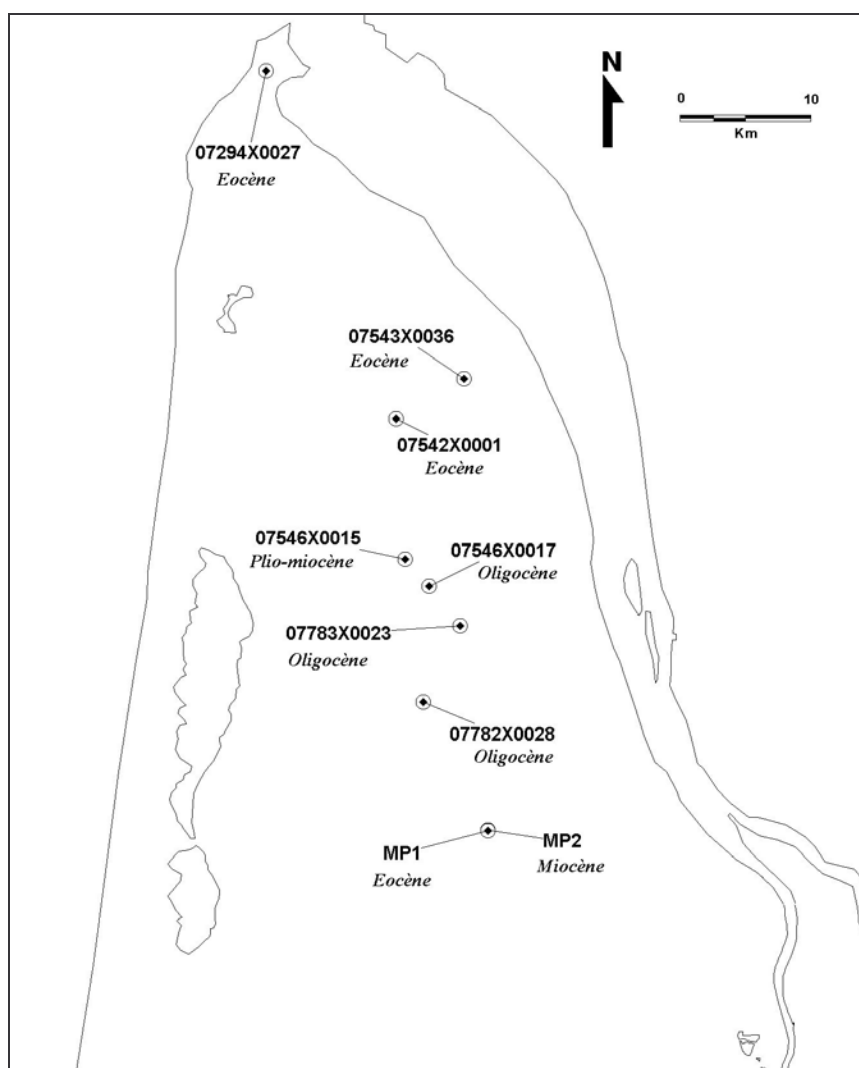 N
0 10
Km
07294X0027
Eocène
07543X0036
Eocène
07542X0001
Eocène
07546X0015
Plio-miocène
07546X0017
Oligocène
07783X0023
Oligocène
07782X0028
Oligocène
MP1
Eocène
MP2
Miocène